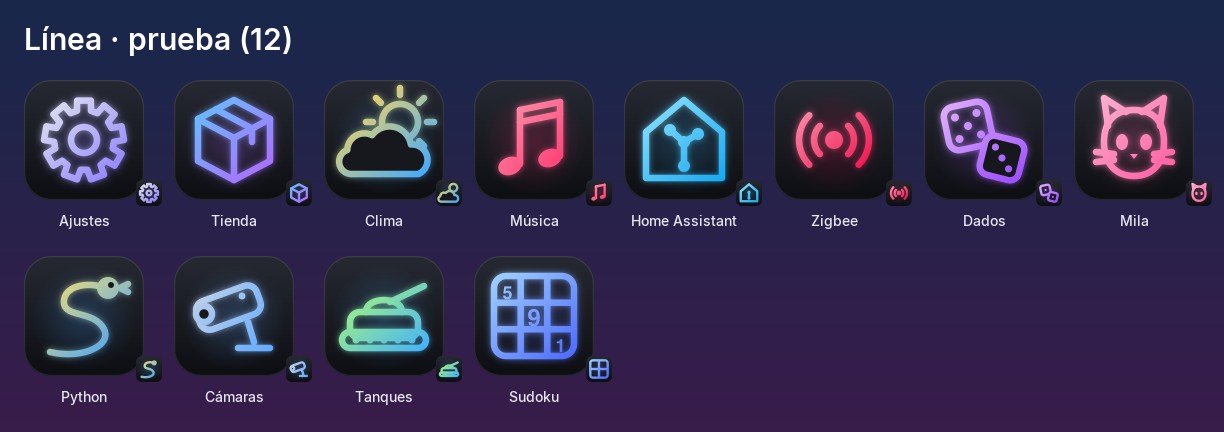 Línea · prueba (12)
Ajustes
Tienda
Clima
Música
Home Assistant
Zigbee
Dados
Mila
5
9
1
Python
Cámaras
Tanques
Sudoku